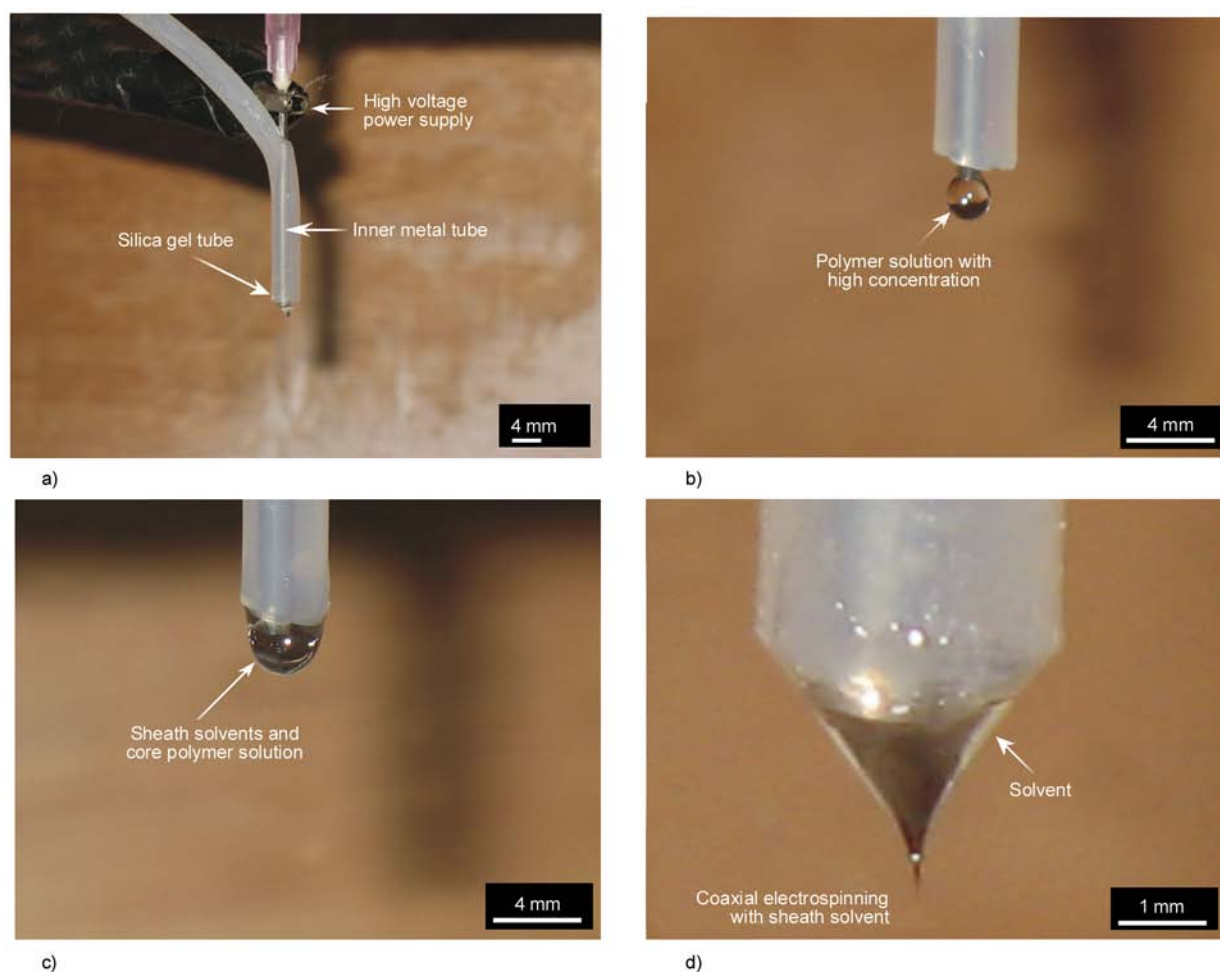 High voltage
power supply
Silica gel tube
Inner metal tube
4 mm
a)
Polymer solution with
high concentration
4 mm
b)
Sheath solvents and
core polymer solution
4 mm
c)
Solvent
Coaxial electrospinning
with sheath solvent
1 mm
d)